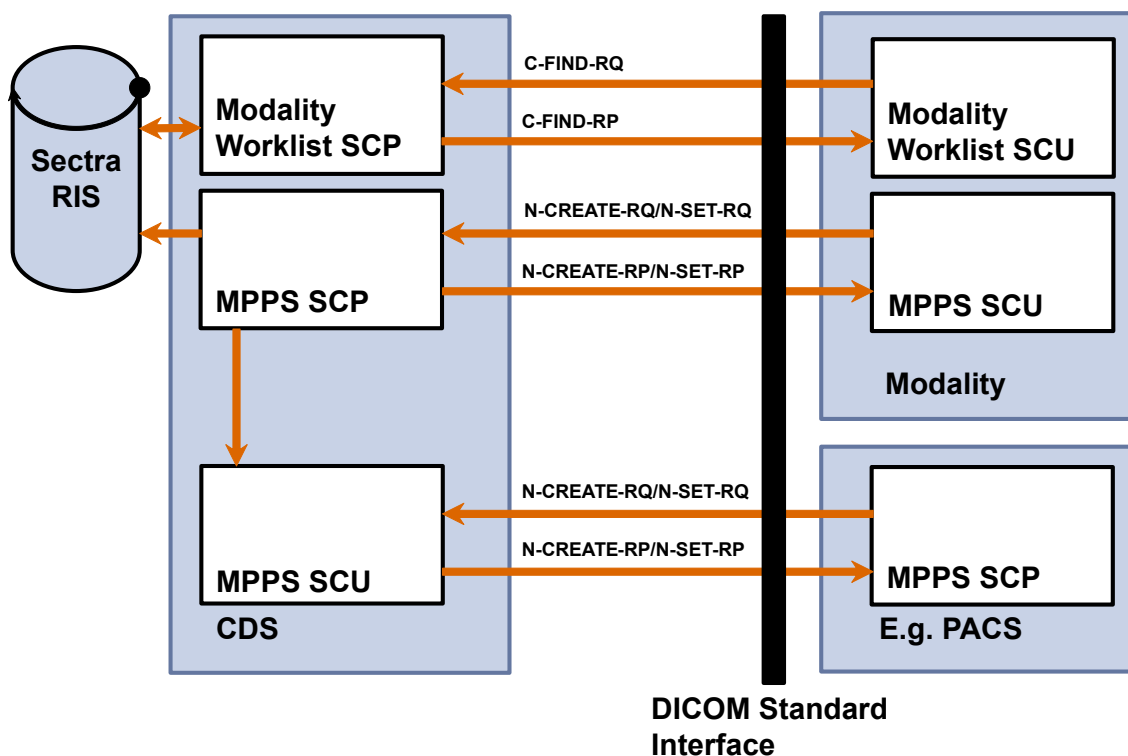 Sectra
RIS
Modality
Worklist SCP
C-FIND-RQ
C-FIND-RP
Modality
Worklist SCU
MPPS SCP
N-CREATE-RQ/N-SET-RQ
N-CREATE-RP/N-SET-RP
MPPS SCU
Modality
MPPS SCU
CDS
N-CREATE-RQ/N-SET-RQ
N-CREATE-RP/N-SET-RP
MPPS SCP
E.g. PACS
DICOM Standard
Interface